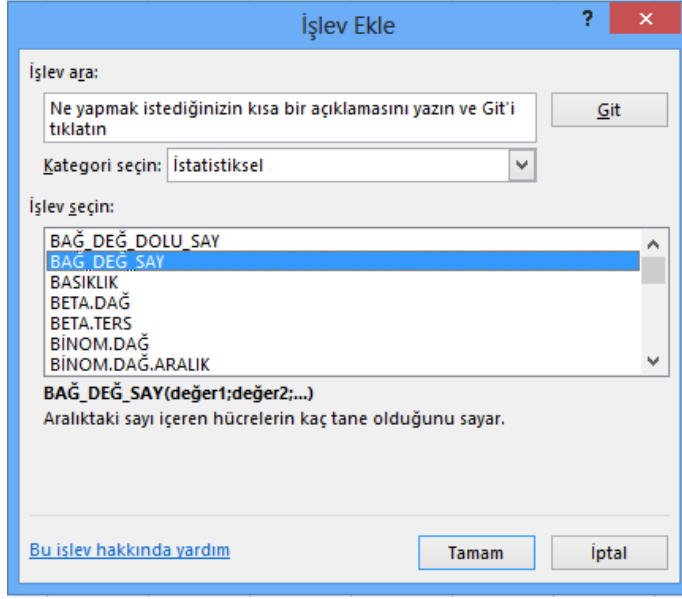 İşlev Ekle
?
×
İşlev ara:
Ne yapmak istediğinizin kısa bir açıklamasını yazın ve Git'i
tıklatın
Git
Kategori seçin: İstatistiksel
İşlev seçin:
BAĞ_DEĞ_DOLU_SAY
BAĞ_DEĞ_SAY
BASIKLIK
BETA.DAĞ
BETA.TERS
BİNOM.DAĞ
BİNOM.DAĞ.ARALIK
BAĞ_DEĞ_SAY(değer1;değer2;...)
Aralıktaki sayı içeren hücrelerin kaç tane olduğunu sayar.
Bu işlev hakkında yardım
Tamam
İptal